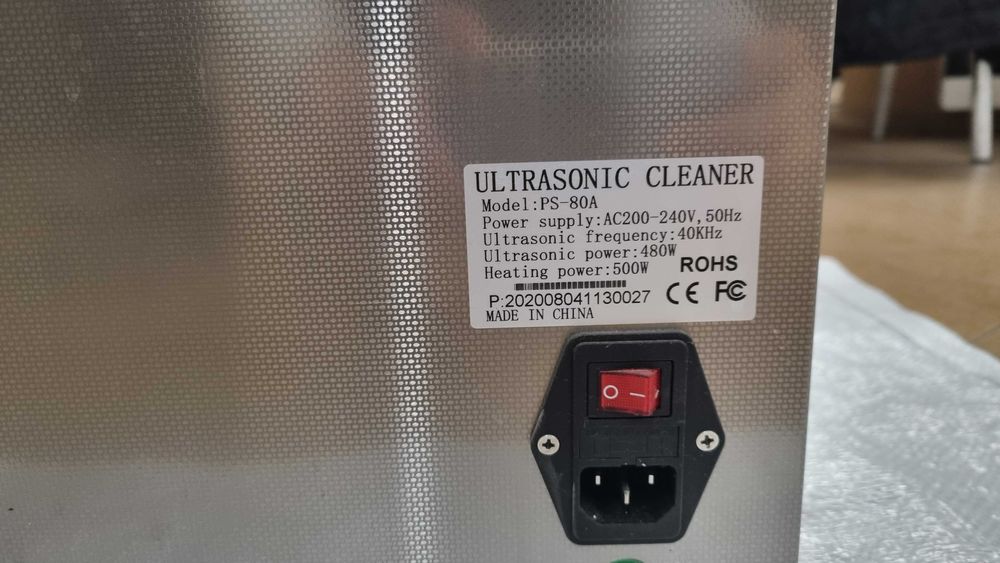 ULTRASONIC CLEANER
Model:PS-80A
Power supply:AC200-240V,50Hz
Ultrasonic frequency:40KHz
Ultrasonic power:480W
Heating power:500W
ROHS
P:202008041130027
CE FC
MADE IN CHINA
O I